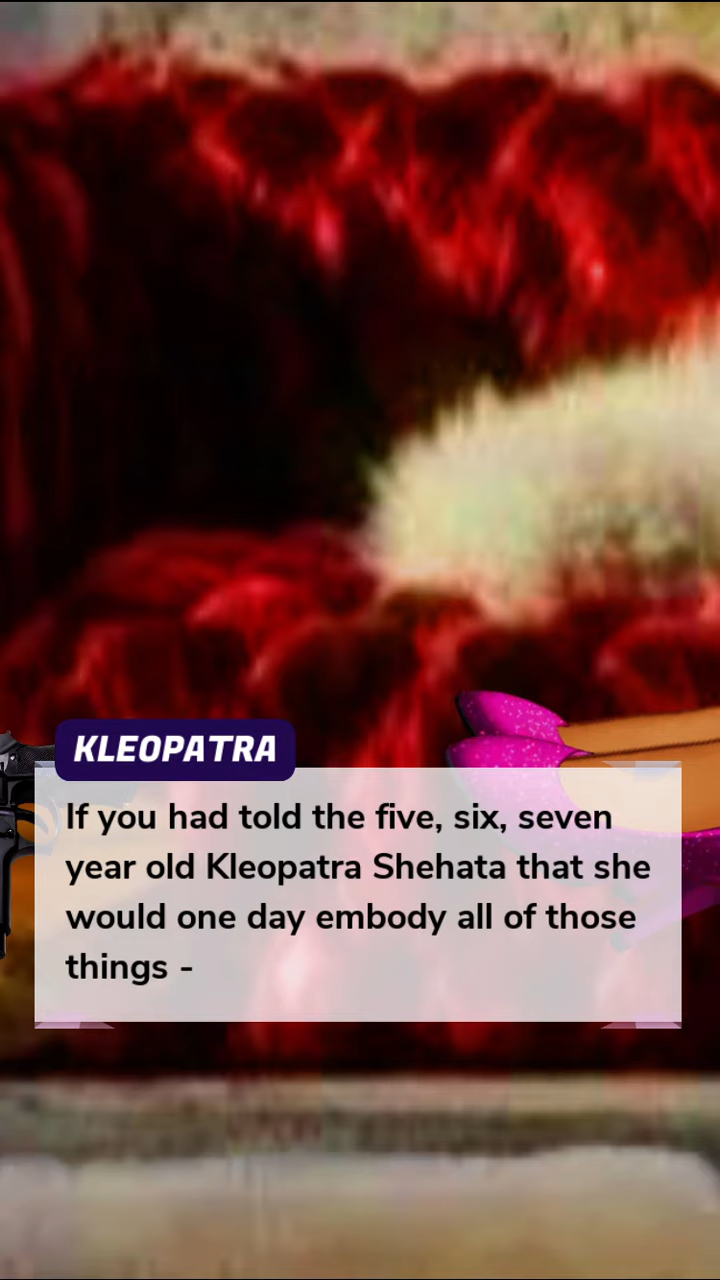 KLEOPATRA
If you had told the five, six, seven
year old Kleopatra Shehata that she
would one day embody all of those
things -